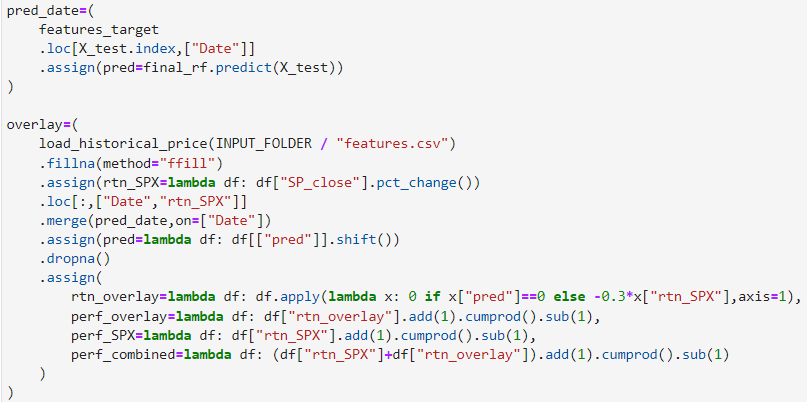 pred_date=(
    features_target
    .loc[X_test.index,["Date"]]
    .assign(pred=final_rf.predict(X_test))
)

overlay=(
    load_historical_price(INPUT_FOLDER / "features.csv")
    .fillna(method="ffill")
    .assign(rtn_SPX=lambda df: df["SP_close"].pct_change())
    .loc[:,["Date","rtn_SPX"]]
    .merge(pred_date,on=["Date"])
    .assign(pred=lambda df: df[["pred"]].shift())
    .dropna()
    .assign(
        rtn_overlay=lambda df: df.apply(lambda x: 0 if x["pred"]==0 else -0.3*x["rtn_SPX"],axis=1),
        perf_overlay=lambda df: df["rtn_overlay"].add(1).cumprod().sub(1),
        perf_SPX=lambda df: df["rtn_SPX"].add(1).cumprod().sub(1),
        perf_combined=lambda df: (df["rtn_SPX"]+df["rtn_overlay"]).add(1).cumprod().sub(1)
    )
)